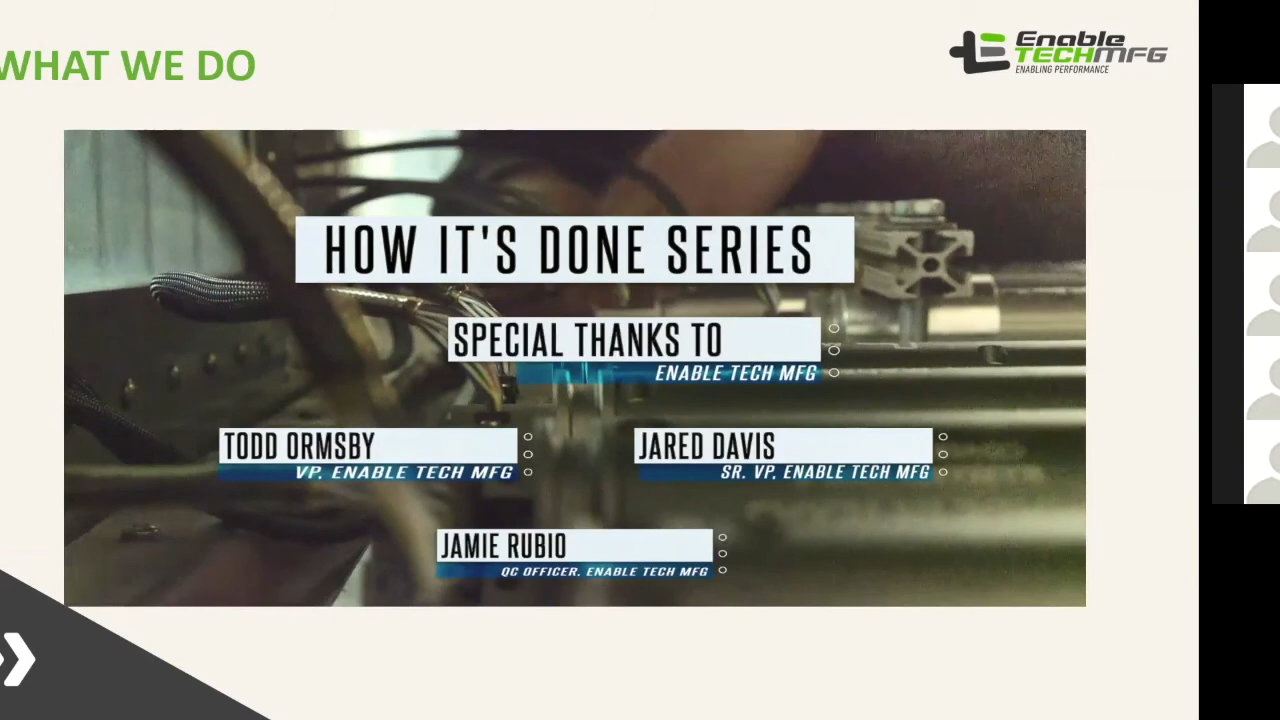 WHAT WE DO
Enable
TECHMFG
ENABLING PERFORMANCE
HOW IT'S DONE SERIES
SPECIAL THANKS TO
ENABLE TECH MFG
TODD ORMSBY
VP, ENABLE TECH MFG
JARED DAVIS
SR. VP, ENABLE TECH MFG
JAMIE RUBIO
QC OFFICER, ENABLE TECH MFG